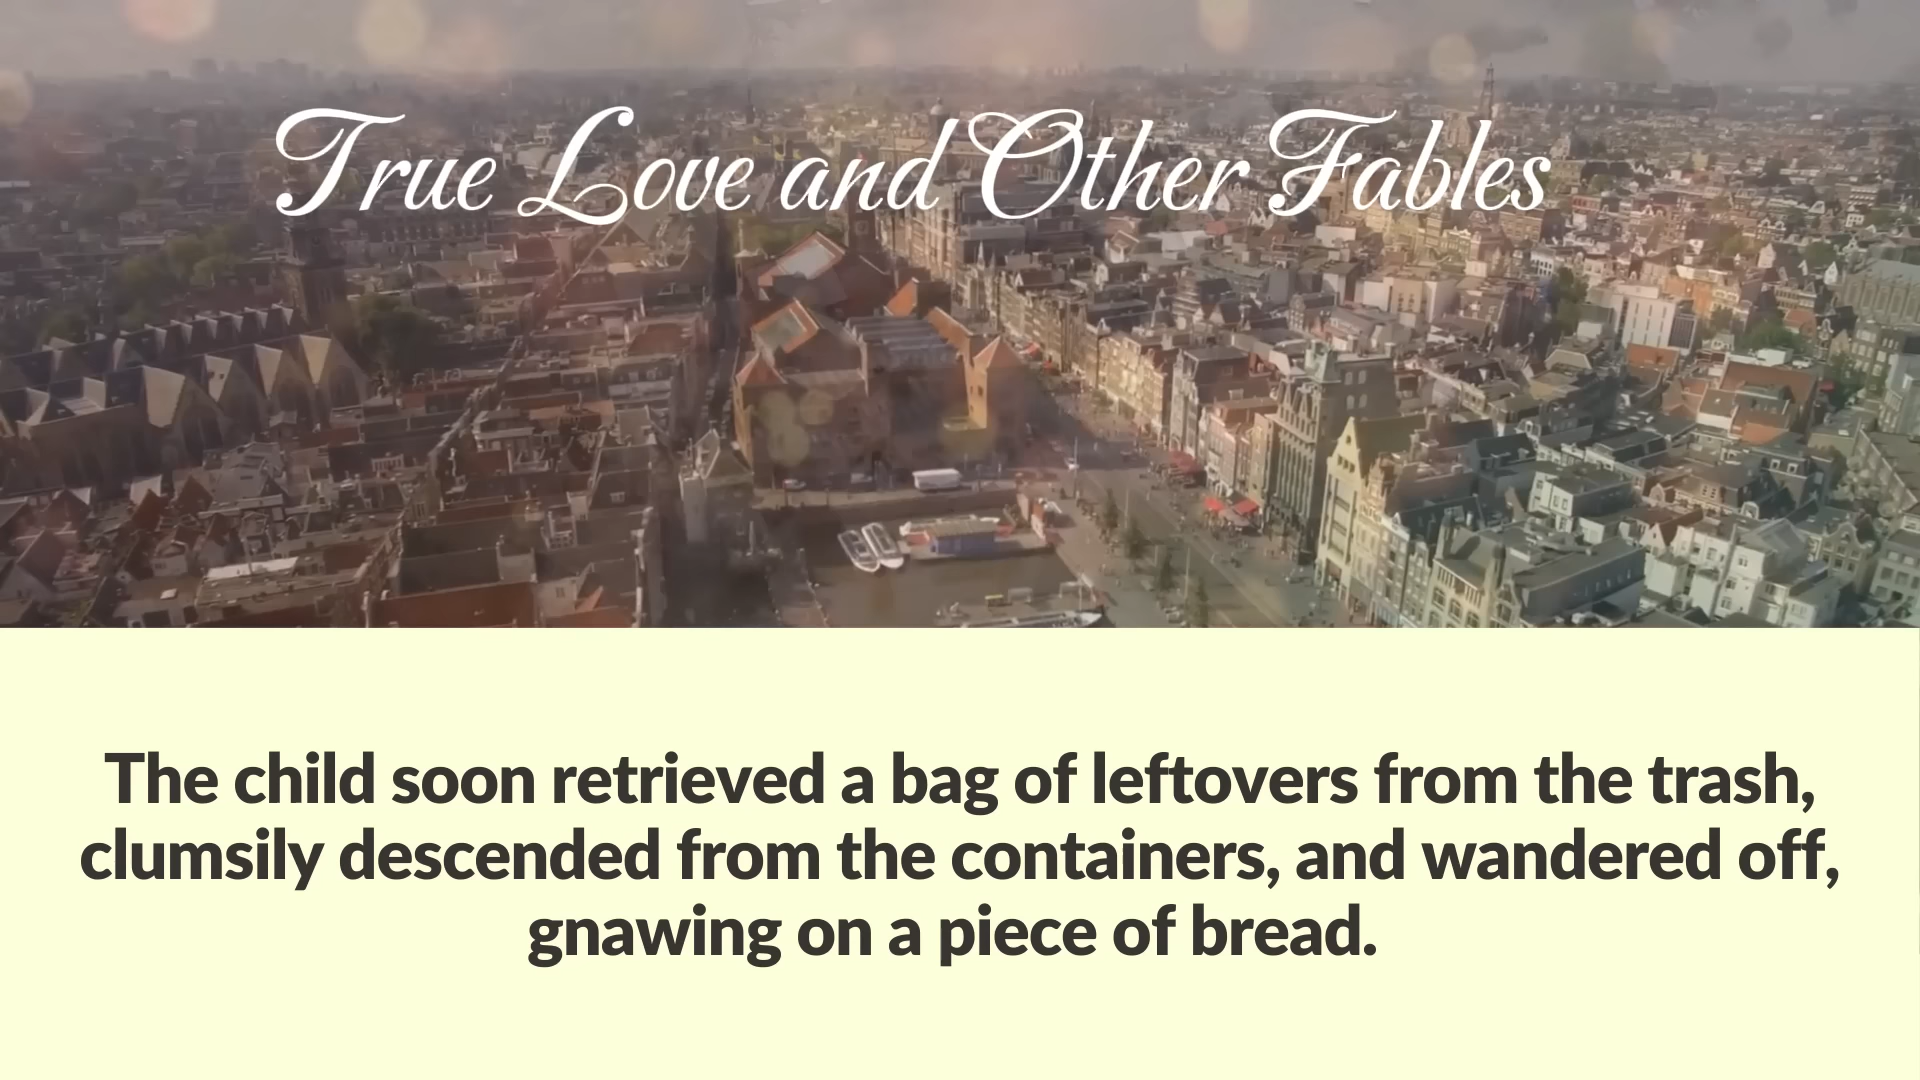 True Love and Other Fables
The child soon retrieved a bag of leftovers from the trash,
clumsily descended from the containers, and wandered off,
gnawing on a piece of bread.